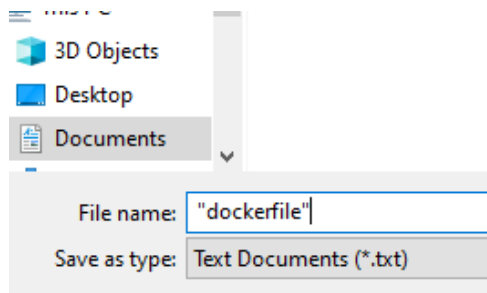 3D Objects
Desktop
Documents
File name: "dockerfile"
Save as type: Text Documents (*.txt)